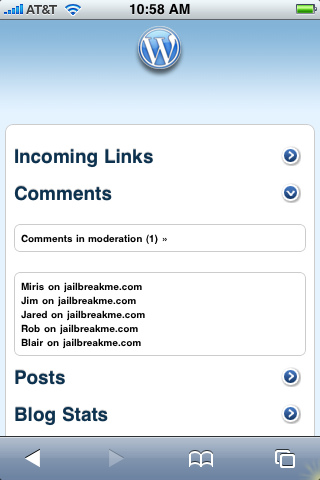 AT&T 10:58 AM
W
Incoming Links
Comments
Comments in moderation (1) »
Miris on jailbreakme.com
Jim on jailbreakme.com
Jared on jailbreakme.com
Rob on jailbreakme.com
Blair on jailbreakme.com
Posts
Blog Stats